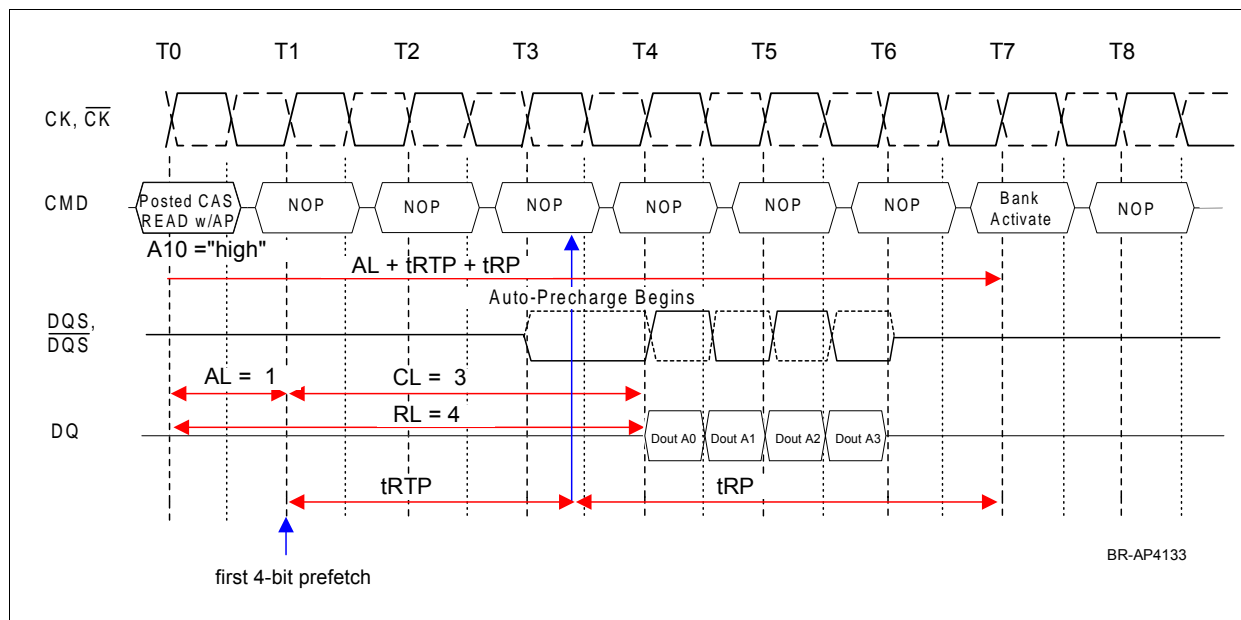 T0 T1 T2 T3 T4 T5 T6 T7 T8
CK, CK
CMD
Posted CAS
READ w/AP
NOP NOP NOP NOP NOP NOP
Bank
Activate
NOP
A10 ="high"
AL + tRTP + tRP
Auto-Precharge Begins
DQS,
DQS
AL = 1
CL = 3
RL = 4
DQ
Dout A0 Dout A1 Dout A2 Dout A3
tRTP
tRP
BR-AP4133
first 4-bit prefetch